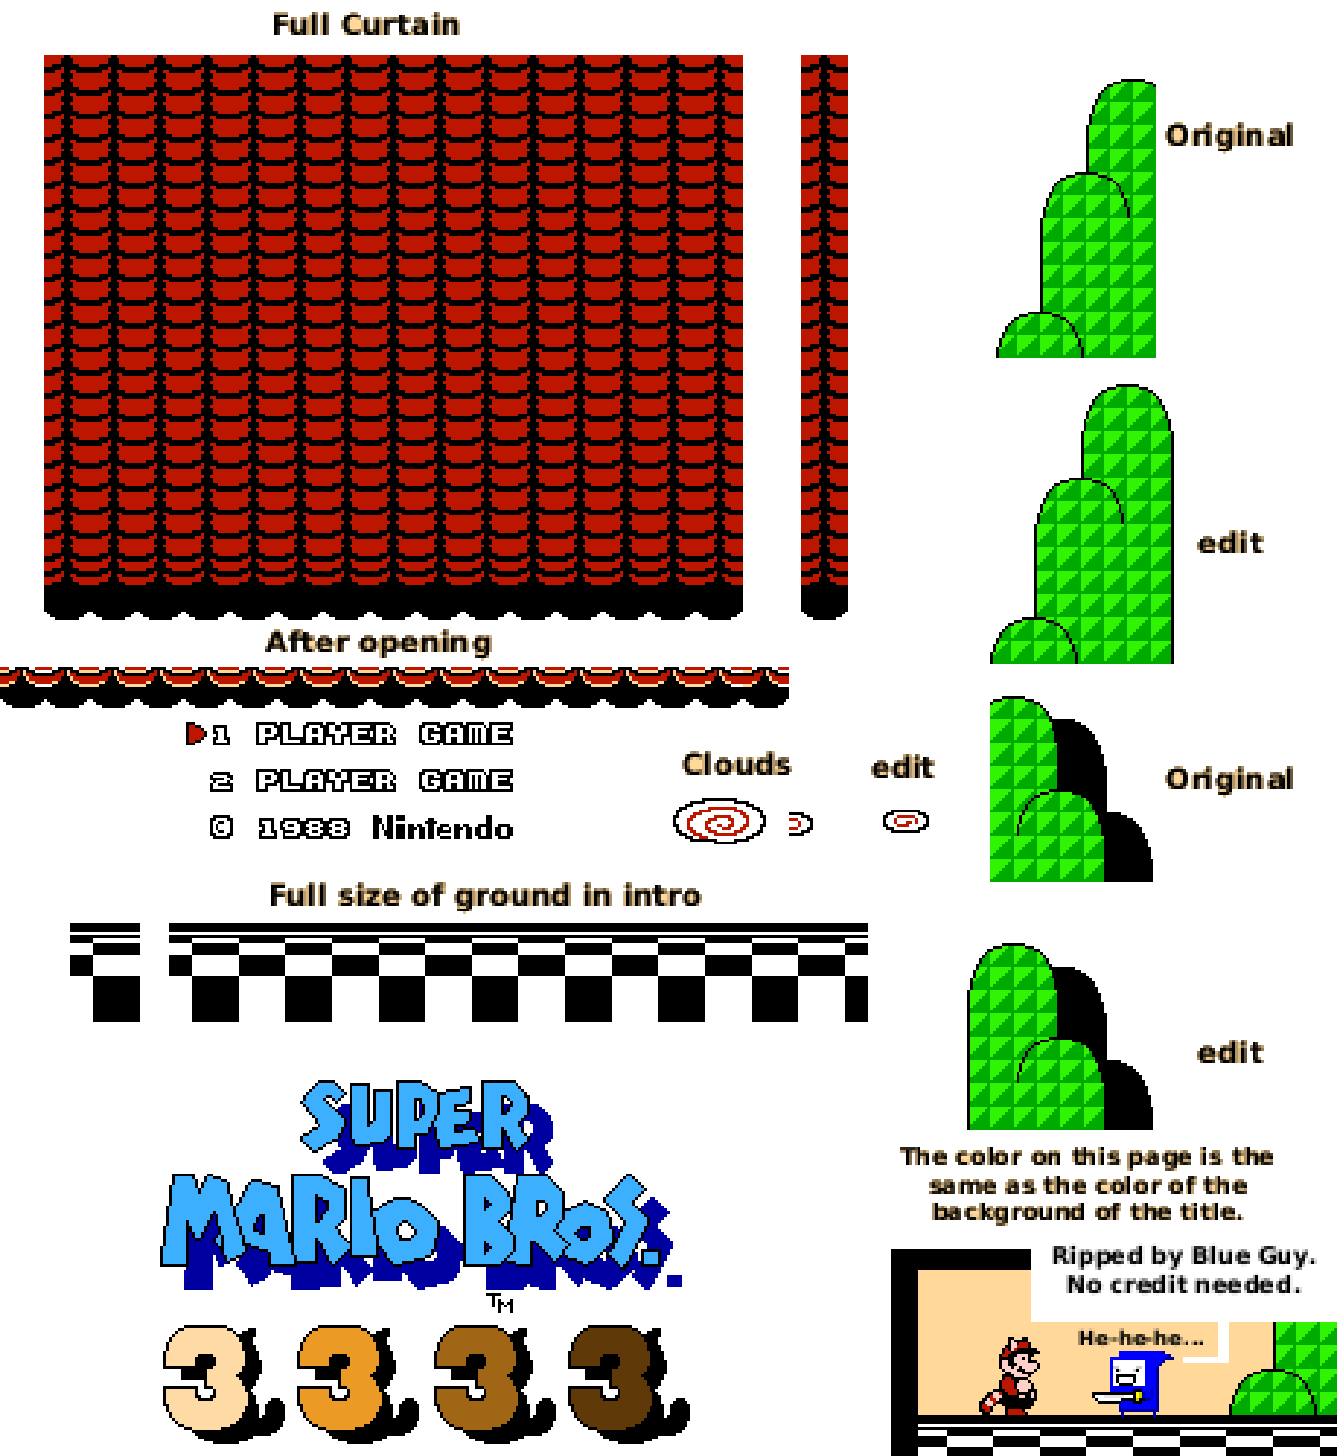 Full Curtain
Original
edit
After opening
1 PLAYER GAME
2 PLAYER GAME
© 1988 Nintendo
Clouds
edit
Original
Full size of ground in intro
edit
SUPER
MARIO BROS.
TM
3 3 3 3
The color on this page is the
same as the color of the
background of the title.
Ripped by Blue Guy.
No credit needed.
He-he-he...